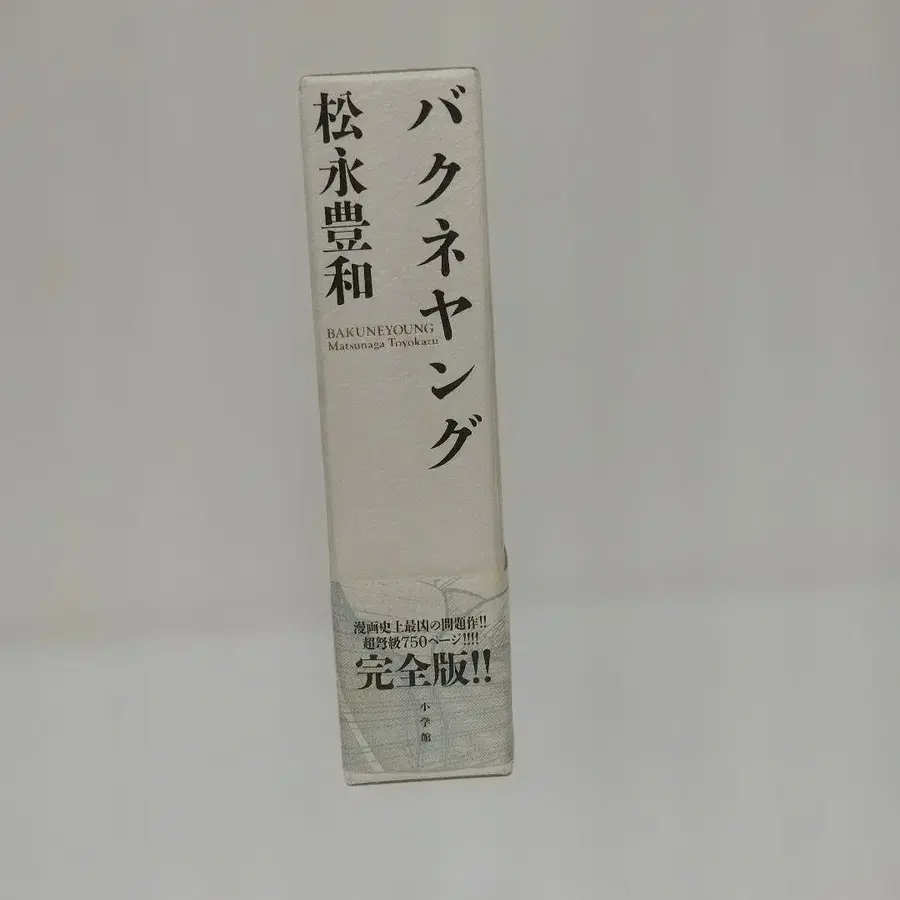 バクネヤング
松永豊和
BAKUNEYOUNG
Matsunaga Toyokazu
漫画史上最凶の問題作!!
超弩級750ページ!!!!
完全版!!
小学館